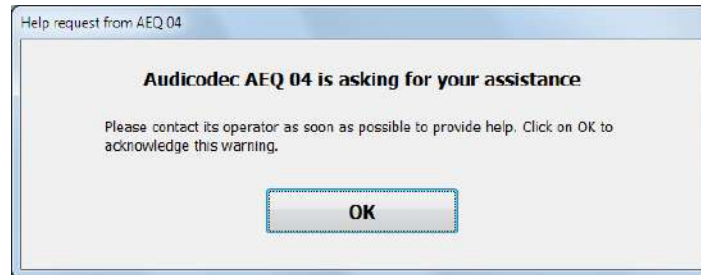 Help request from AEQ 04
Audicodec AEQ 04 is asking for your assistance
Please contact its operator as soon as possible to provide help. Click on OK to
acknowledge this warning.
OK